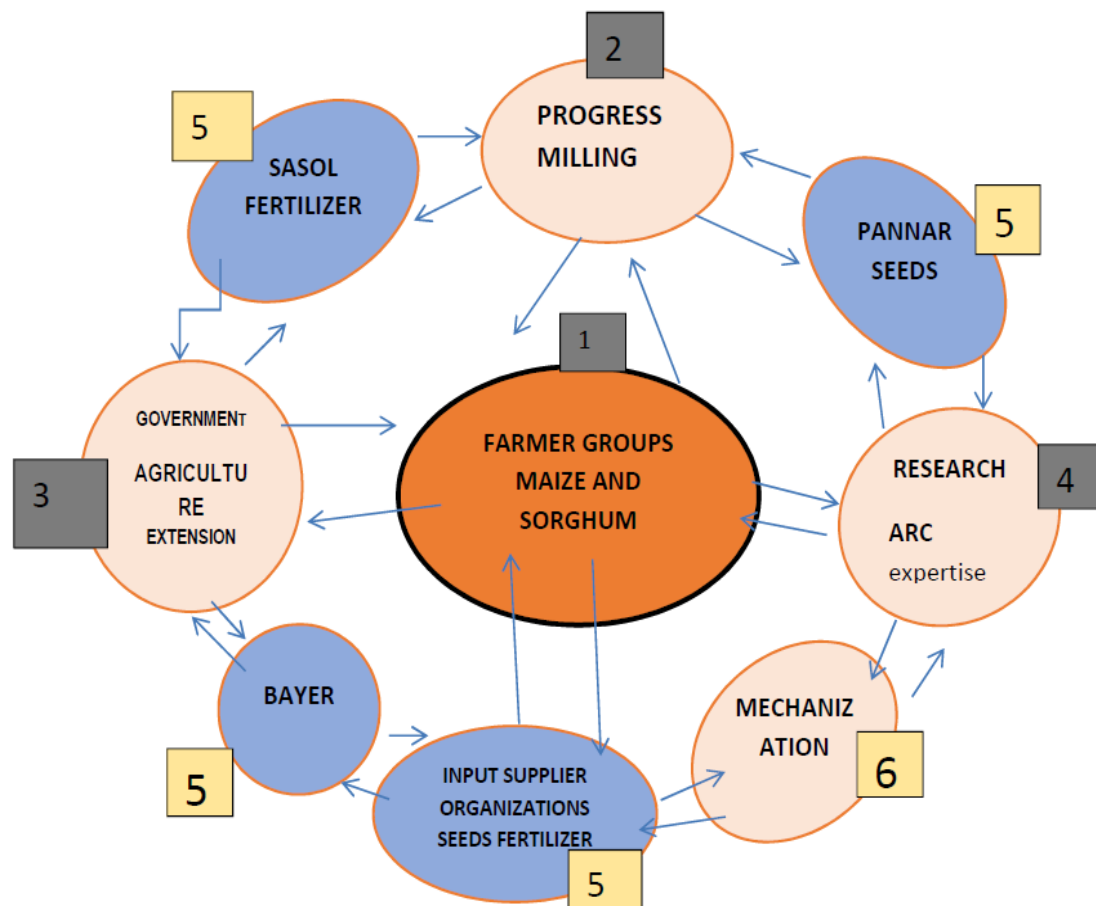 2
PROGRESS
MILLING
5
SASOL
FERTILIZER
PANNAR
SEEDS
5
1
FARMER GROUPS
MAIZE AND
SORGHUM
GOVERNMENT
AGRICULTU
RE
EXTENSION
3
RESEARCH
ARC
expertise
4
BAYER
5
INPUT SUPPLIER
ORGANIZATIONS
SEEDS FERTILIZER
5
MECHANIZ
ATION
6